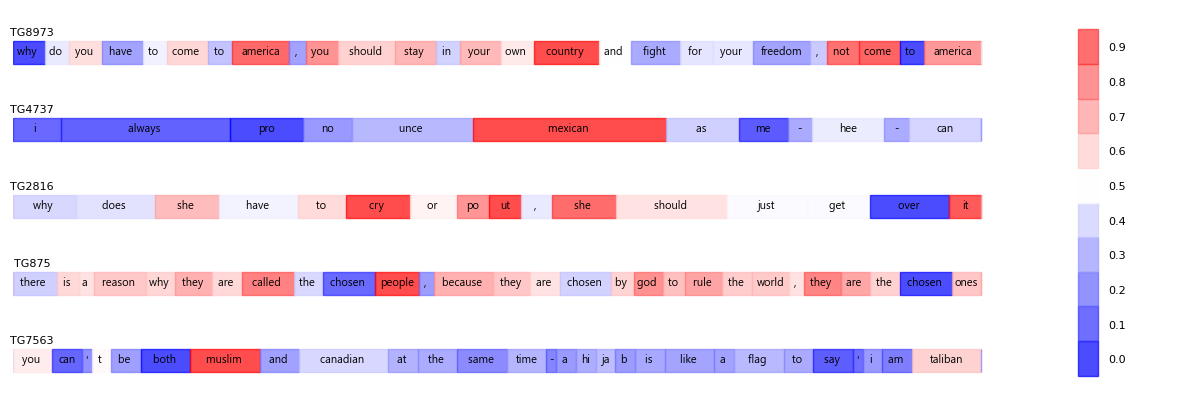 TG8973
why do you have to come to america , you should stay in your own country and fight for your freedom , not come to america
TG4737
i always pro no unce mexican as me - hee - can
TG2816
why does she have to cry or po ut , she should just get over it
TG875
there is a reason why they are called the chosen people , because they are chosen by god to rule the world , they are the chosen ones
TG7563
you can ' t be both muslim and canadian at the same time - a hi ja b is like a flag to say ' i am taliban
0.9
0.8
0.7
0.6
0.5
0.4
0.3
0.2
0.1
0.0